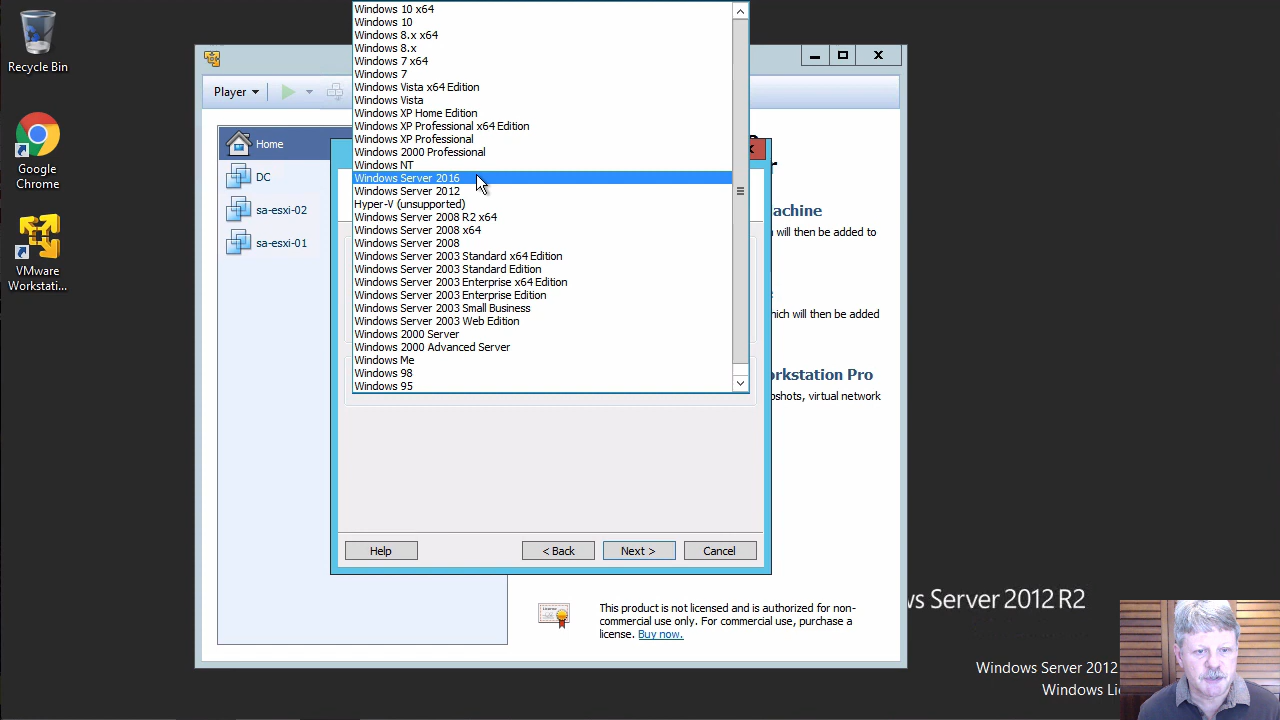 Recycle Bin
Google
Chrome
VMware
Workstati...
Player
Home
DC
sa-esxi-02
sa-esxi-01
Windows 10 x64
Windows 10
Windows 8.x x64
Windows 8.x
Windows 7 x64
Windows 7
Windows Vista x64 Edition
Windows Vista
Windows XP Home Edition
Windows XP Professional x64 Edition
Windows XP Professional
Windows 2000 Professional
Windows NT
Windows Server 2016
Windows Server 2012
Hyper-V (unsupported)
Windows Server 2008 R2 x64
Windows Server 2008 x64
Windows Server 2008
Windows Server 2003 Standard x64 Edition
Windows Server 2003 Standard Edition
Windows Server 2003 Enterprise x64 Edition
Windows Server 2003 Enterprise Edition
Windows Server 2003 Small Business
Windows Server 2003 Web Edition
Windows 2000 Server
Windows 2000 Advanced Server
Windows Me
Windows 98
Windows 95
achine
will then be added to
hich will then be added
rkstation Pro
pshots, virtual network
Help
< Back
Next >
Cancel
This product is not licensed and is authorized for non-
commercial use only. For commercial use, purchase a
license. Buy now.
ws Server 2012 R2
Windows Server 2012
Windows Li